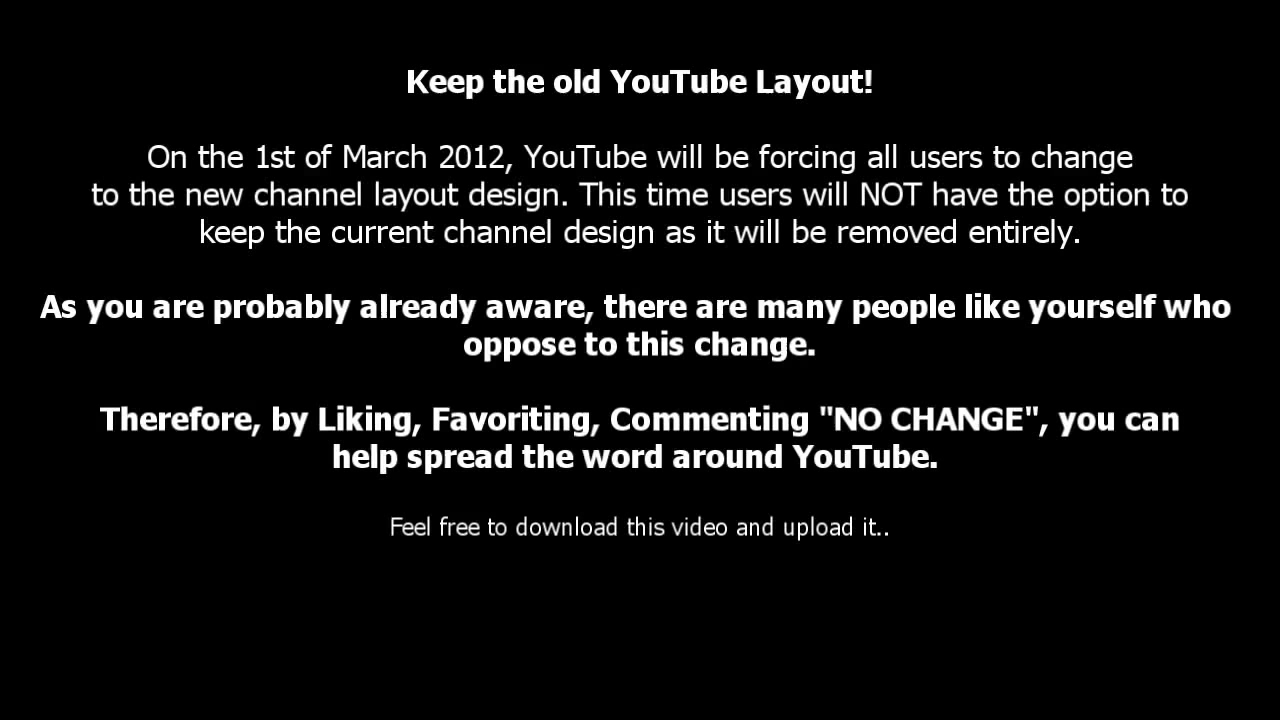 Keep the old YouTube Layout!
On the 1st of March 2012, YouTube will be forcing all users to change
to the new channel layout design. This time users will NOT have the option to
keep the current channel design as it will be removed entirely.
As you are probably already aware, there are many people like yourself who
oppose to this change.
Therefore, by Liking, Favoriting, Commenting "NO CHANGE", you can
help spread the word around YouTube.
Feel free to download this video and upload it..